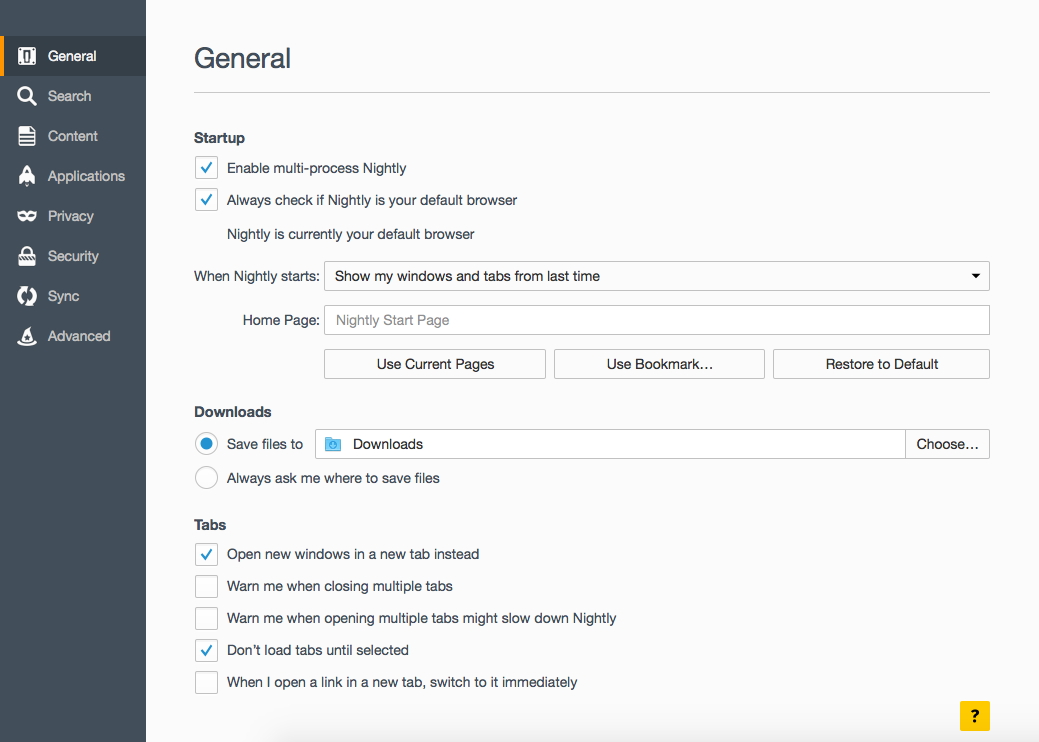 General
Search
Content
Applications
Privacy
Security
Sync
Advanced
General
Startup
Enable multi-process Nightly
Always check if Nightly is your default browser
Nightly is currently your default browser
When Nightly starts: Show my windows and tabs from last time
Home Page: Nightly Start Page
Use Current Pages Use Bookmark… Restore to Default
Downloads
Save files to Downloads Choose…
Always ask me where to save files
Tabs
Open new windows in a new tab instead
Warn me when closing multiple tabs
Warn me when opening multiple tabs might slow down Nightly
Don’t load tabs until selected
When I open a link in a new tab, switch to it immediately
?